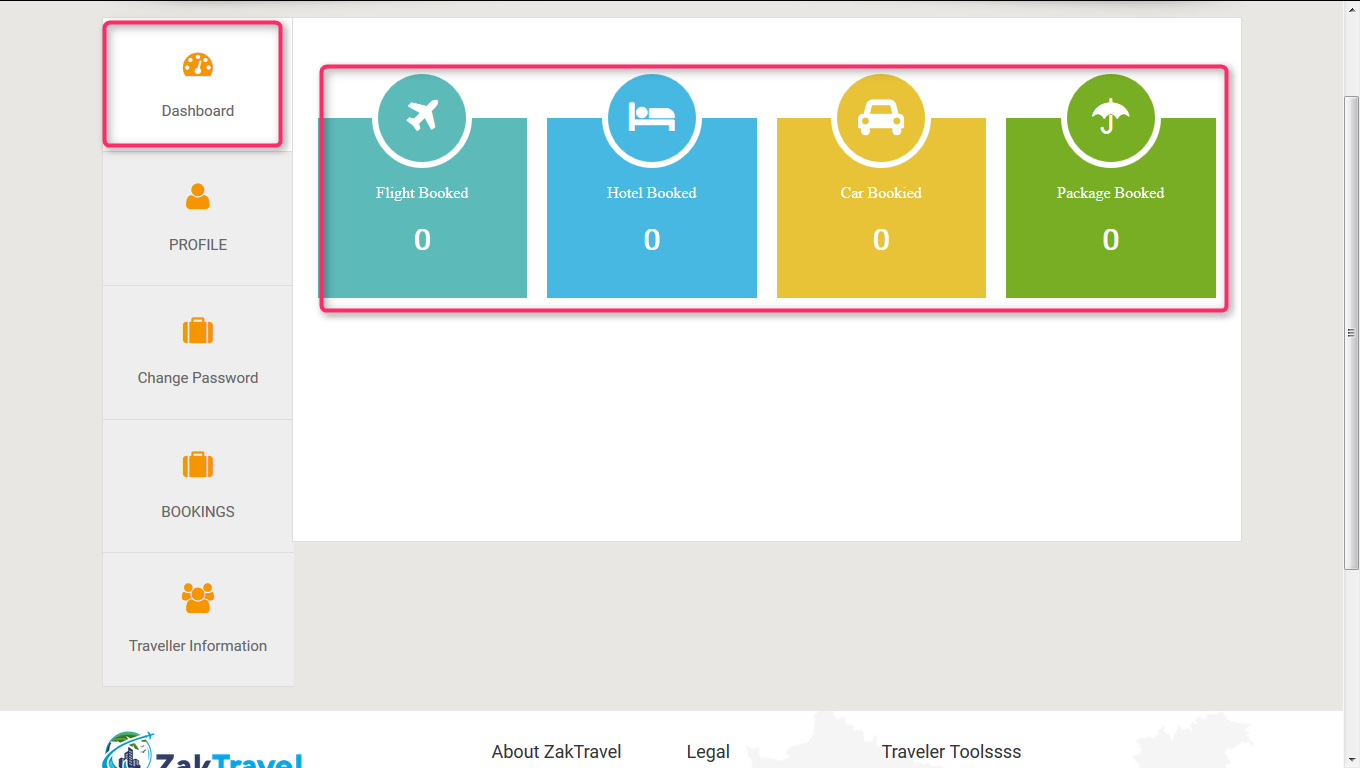 Dashboard
PROFILE
Change Password
BOOKINGS
Traveller Information
Flight Booked
0
Hotel Booked
0
Car Bookied
0
Package Booked
0
ZakTravel
About ZakTravel
Legal
Traveler Toolssss